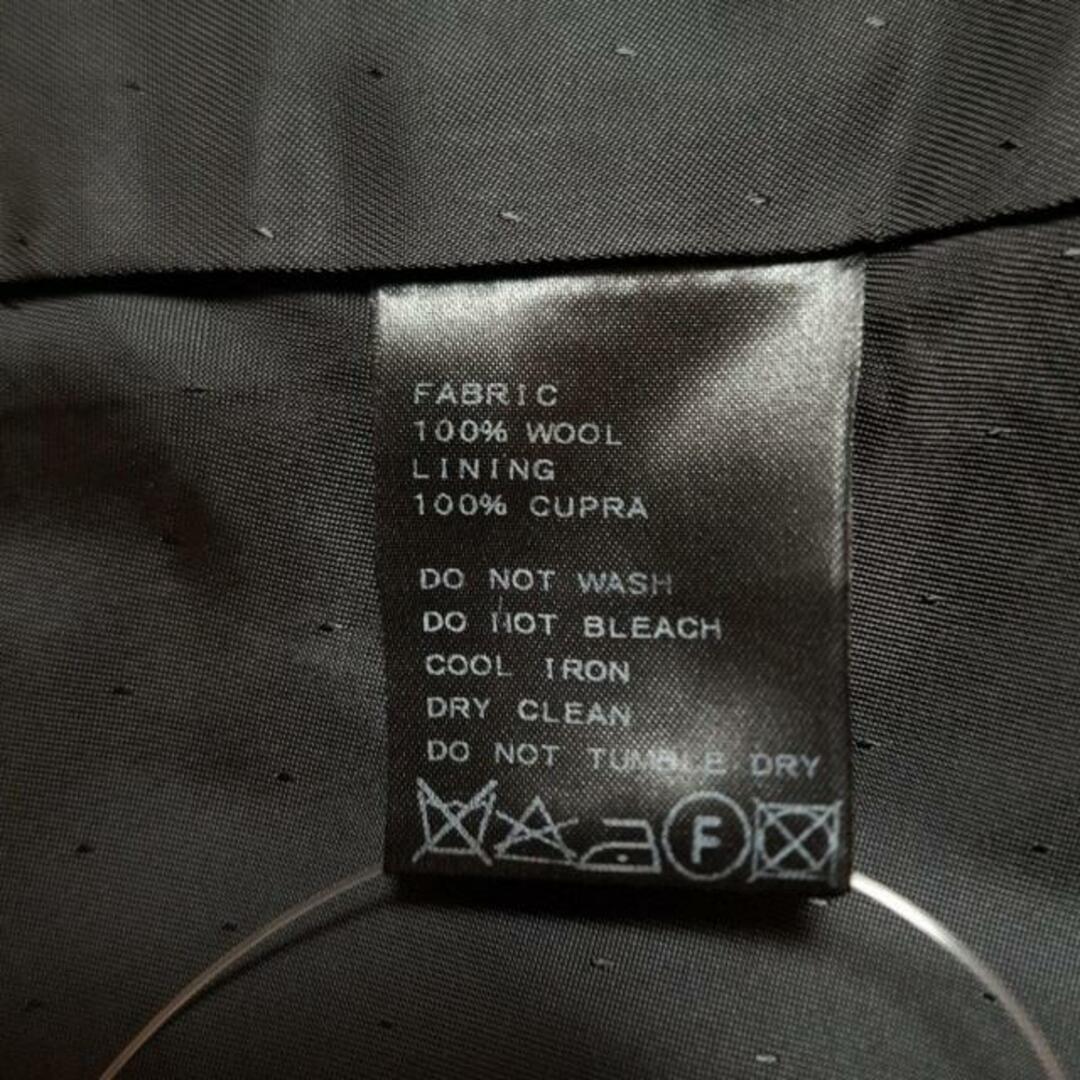 FABRIC
100% WOOL
LINING
100% CUPRA
DO NOT WASH
DO NOT BLEACH
COOL IRON
DRY CLEAN
DO NOT TUMBLE DRY
F